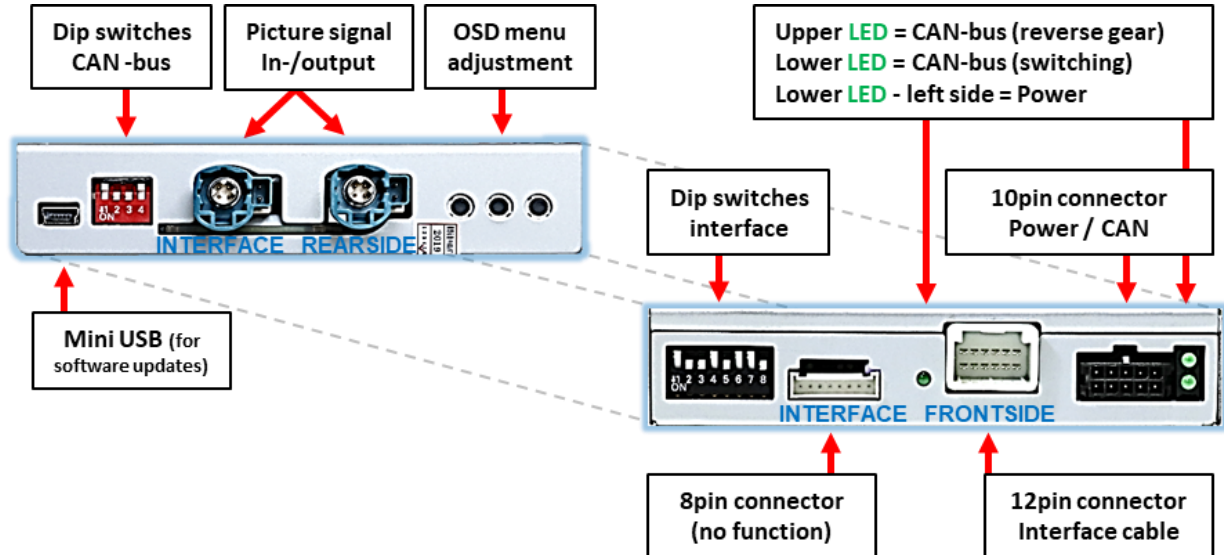 Dip switches
CAN -bus
Picture signal
In-/output
OSD menu
adjustment
Upper LED = CAN-bus (reverse gear)
Lower LED = CAN-bus (switching)
Lower LED - left side = Power
1 2 3 4
ON
INTERFACE REARSIDE
2019
Mini USB (for
software updates)
Dip switches
interface
10pin connector
Power / CAN
1 2 3 4 5 6 7 8
ON
INTERFACE FRONTSIDE
8pin connector
(no function)
12pin connector
Interface cable